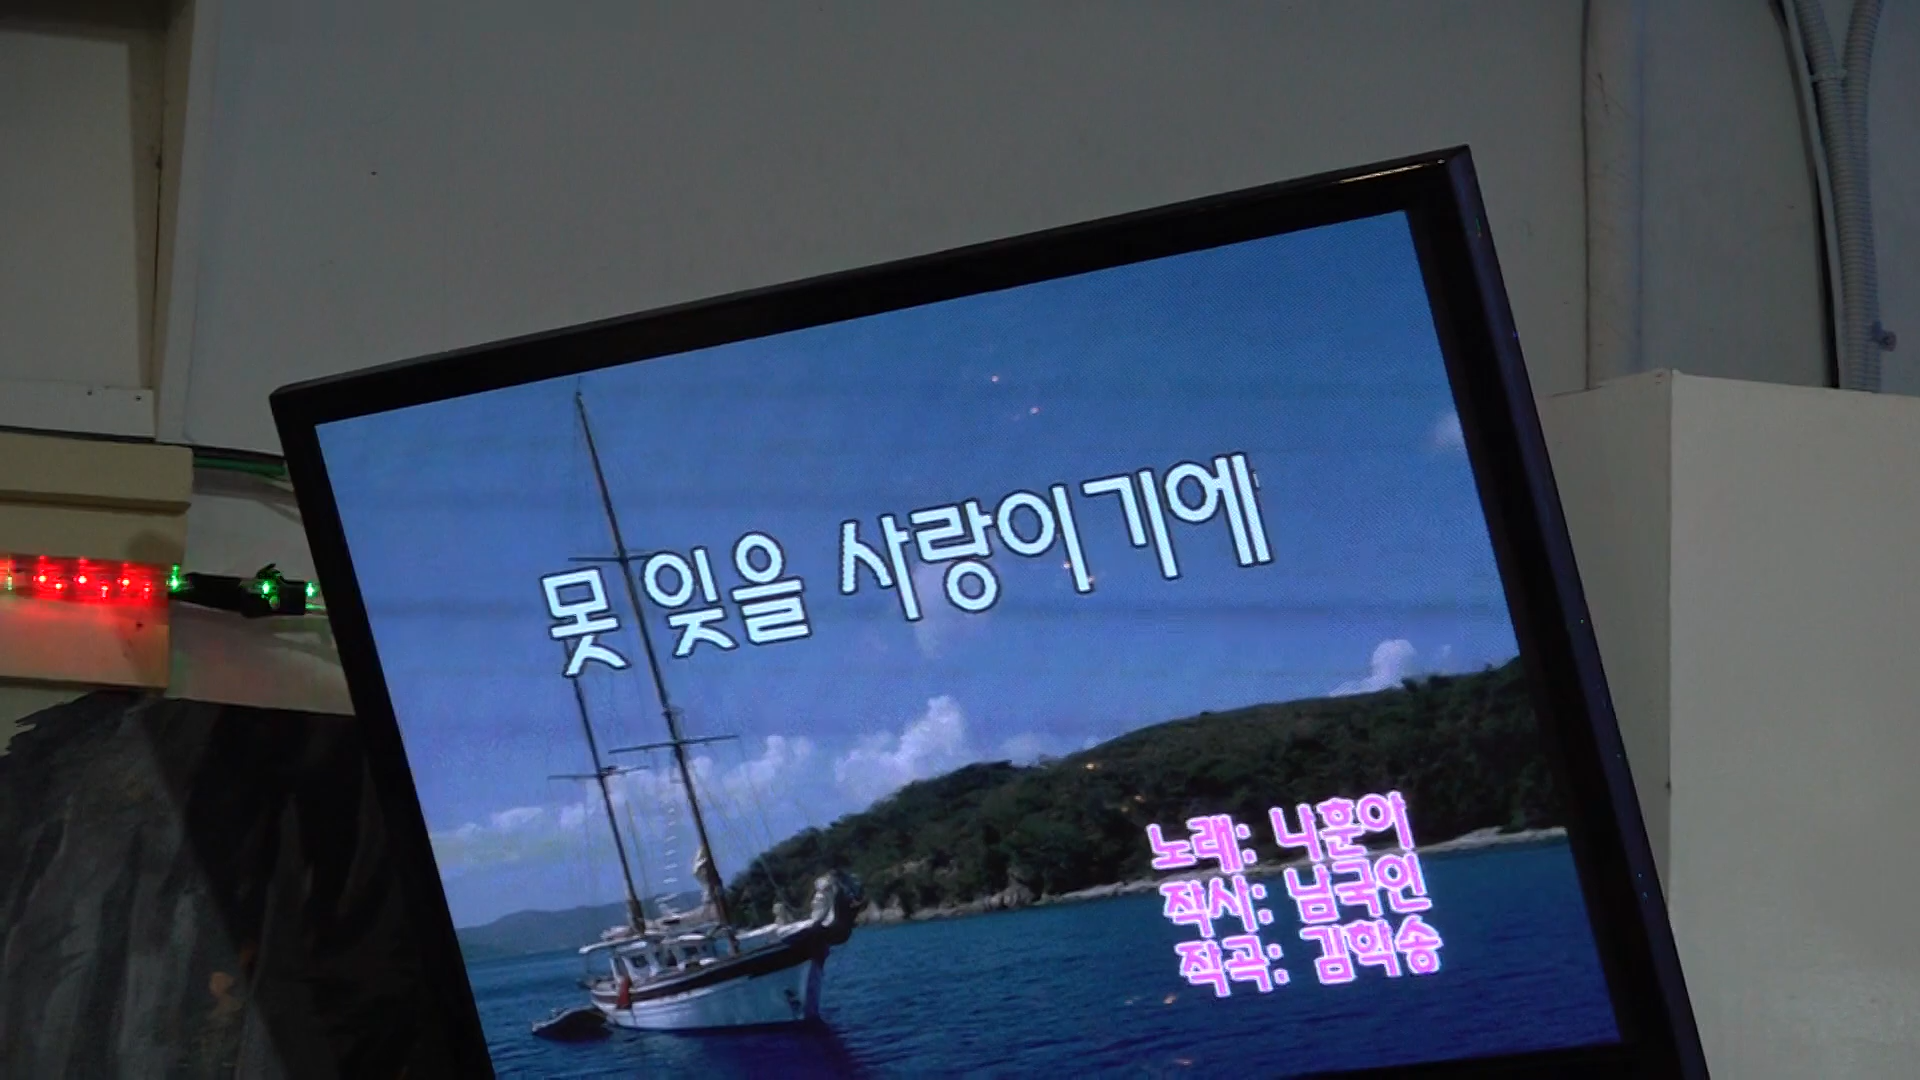 못 잊을 사랑이기에
노래: 나훈아
작사: 남국인
작곡: 김학송